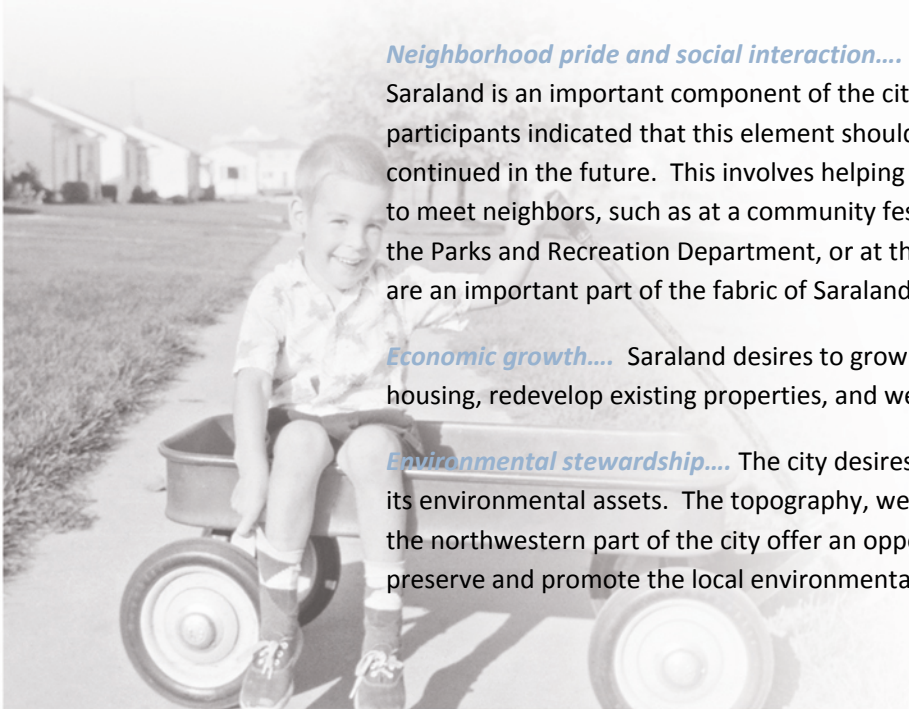 Neighborhood pride and social interaction....
Saraland is an important component of the cit
participants indicated that this element should
continued in the future.  This involves helping
to meet neighbors, such as at a community fes
the Parks and Recreation Department, or at th
are an important part of the fabric of Saraland
Economic growth....  Saraland desires to grow
housing, redevelop existing properties, and we
Environmental stewardship.... The city desires
its environmental assets.  The topography, we
the northwestern part of the city offer an oppo
preserve and promote the local environmenta